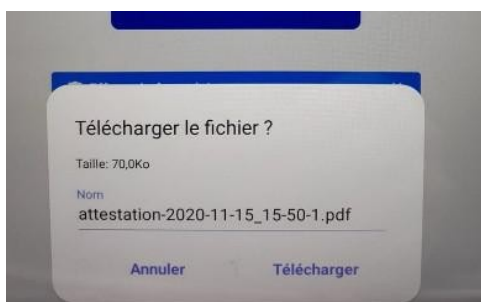 Télécharger le fichier ?
Taille: 70,0Ko
Nom
attestation-2020-11-15_15-50-1.pdf
Annuler
Télécharger